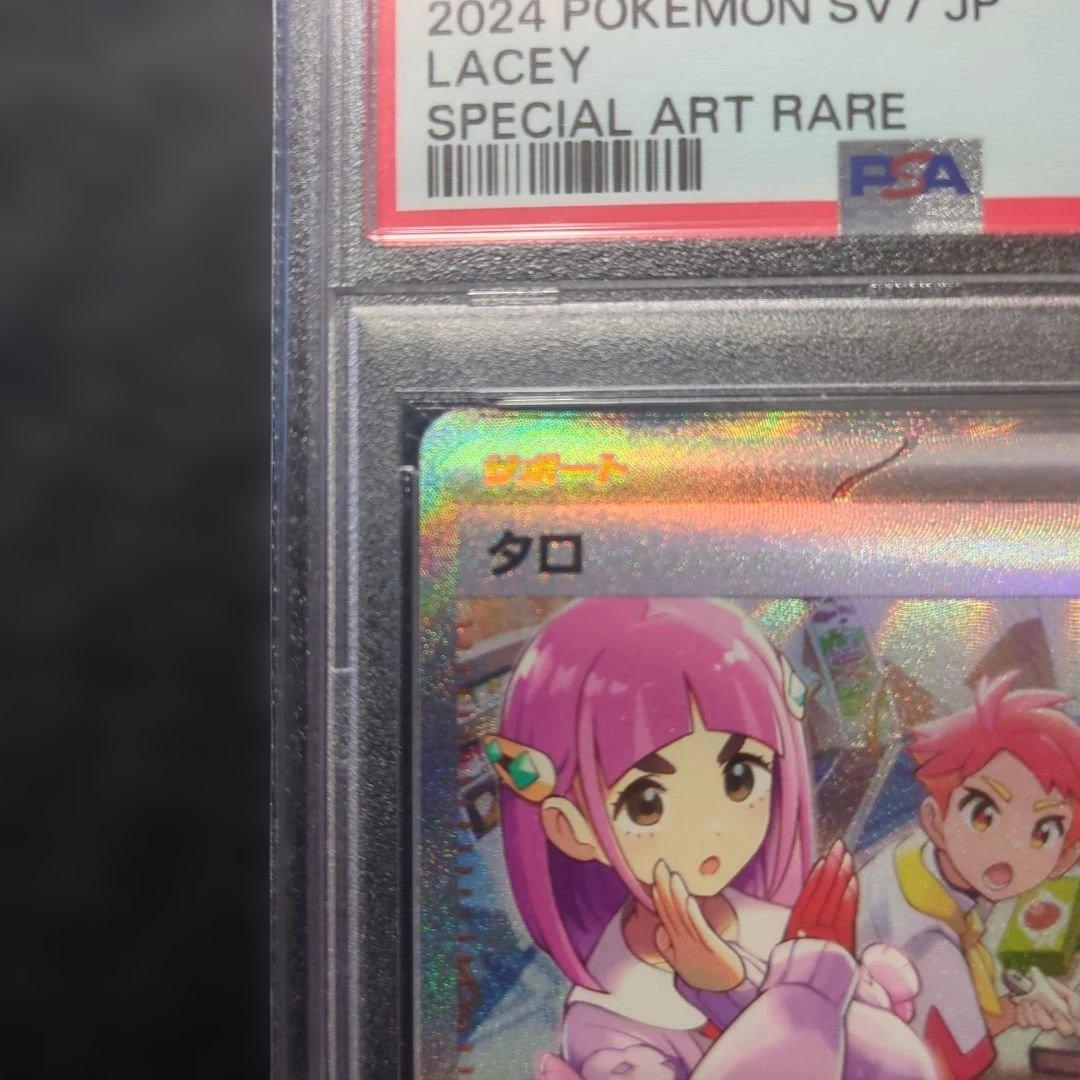 2024 POKEMON SV7 JP
LACEY
SPECIAL ART RARE
PSA
サポート
タロ